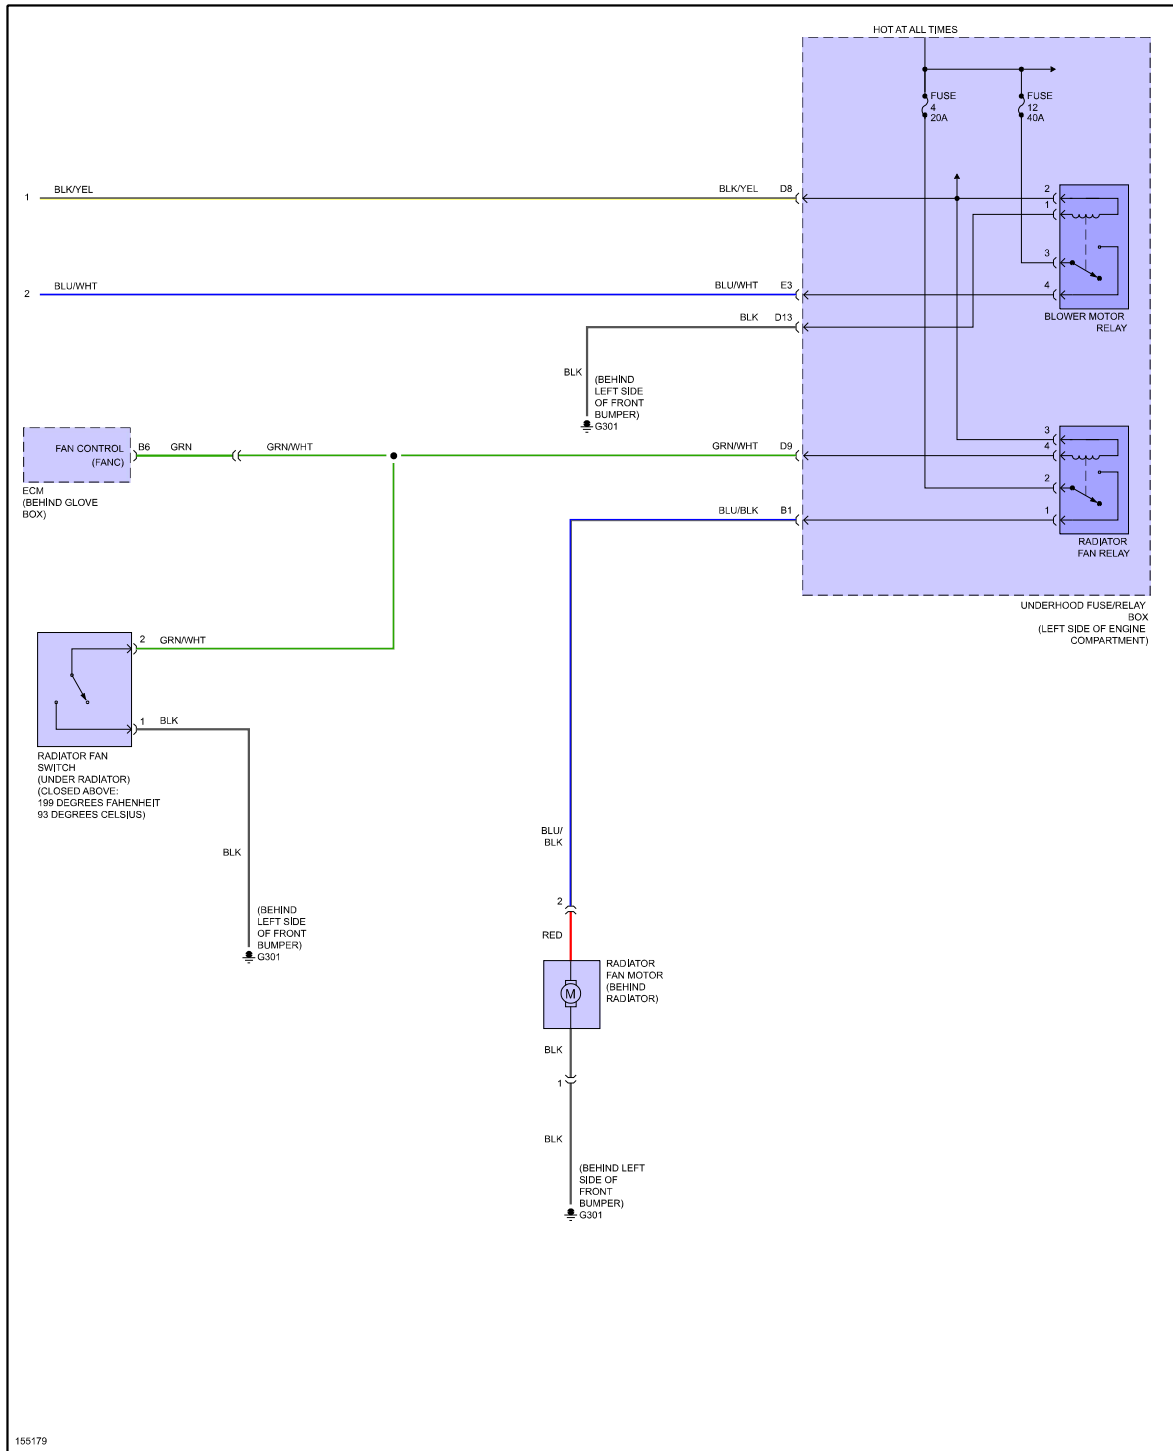 HOT AT ALL TIMES
FUSE
4
20A
FUSE
12
40A
1
BLK/YEL
BLK/YEL
D8
2
1
3
4
BLOWER MOTOR
RELAY
2
BLU/WHT
BLU/WHT
E3
BLK
D13
BLK
(BEHIND
LEFT SIDE
OF FRONT
BUMPER)
G301
FAN CONTROL
(FANC)
B6
GRN
GRN/WHT
GRN/WHT
D9
ECM
(BEHIND GLOVE
BOX)
3
4
2
1
RADIATOR
FAN RELAY
BLU/BLK
B1
UNDERHOOD FUSE/RELAY
BOX
(LEFT SIDE OF ENGINE
COMPARTMENT)
2
GRN/WHT
1
BLK
RADIATOR FAN
SWITCH
(UNDER RADIATOR)
(CLOSED ABOVE:
199 DEGREES FAHENHEIT
93 DEGREES CELSIUS)
BLK
(BEHIND
LEFT SIDE
OF FRONT
BUMPER)
G301
BLU/
BLK
2
RED
RADIATOR
FAN MOTOR
(BEHIND
RADIATOR)
M
BLK
1
BLK
(BEHIND LEFT
SIDE OF
FRONT
BUMPER)
G301
155179